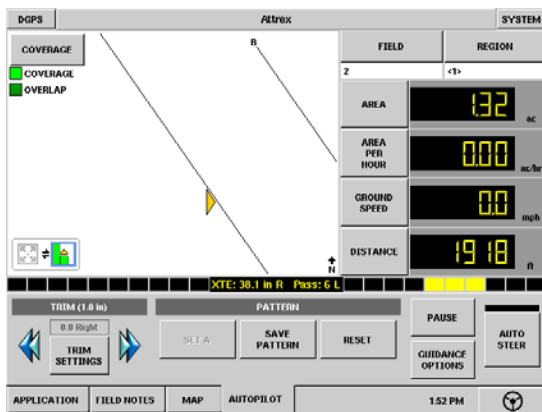 DGPS
Attrex
SYSTEM
COVERAGE
COVERAGE
OVERLAP
B
N
FIELD
REGION
2
<1>
AREA
1.32
ac
AREA
PER
HOUR
0.00
ac/hr
GROUND
SPEED
0.0
mph
DISTANCE
1918
ft
XTE: 38.1 in R Pass: 6 L
TRIM (1.0 in)
0.0 Right
TRIM
SETTINGS
PATTERN
SET A
SAVE
PATTERN
RESET
PAUSE
GUIDANCE
OPTIONS
AUTO
STEER
APPLICATION
FIELD NOTES
MAP
AUTOPILOT
1:52 PM